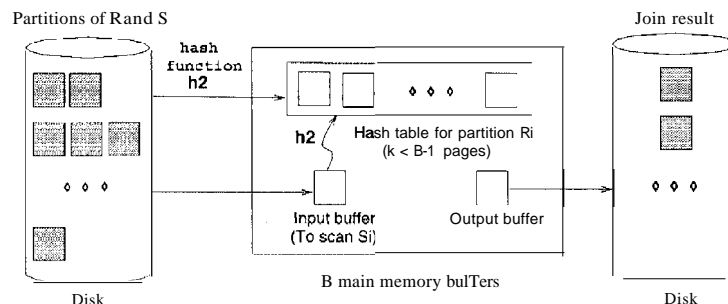 Partitions of Rand S
Join result
hash
function
h2
h2
Hash table for partition Ri
(k < B-1 pages)
Input buffer
(To scan Si)
Output buffer
B main memory bulTers
Disk
Disk